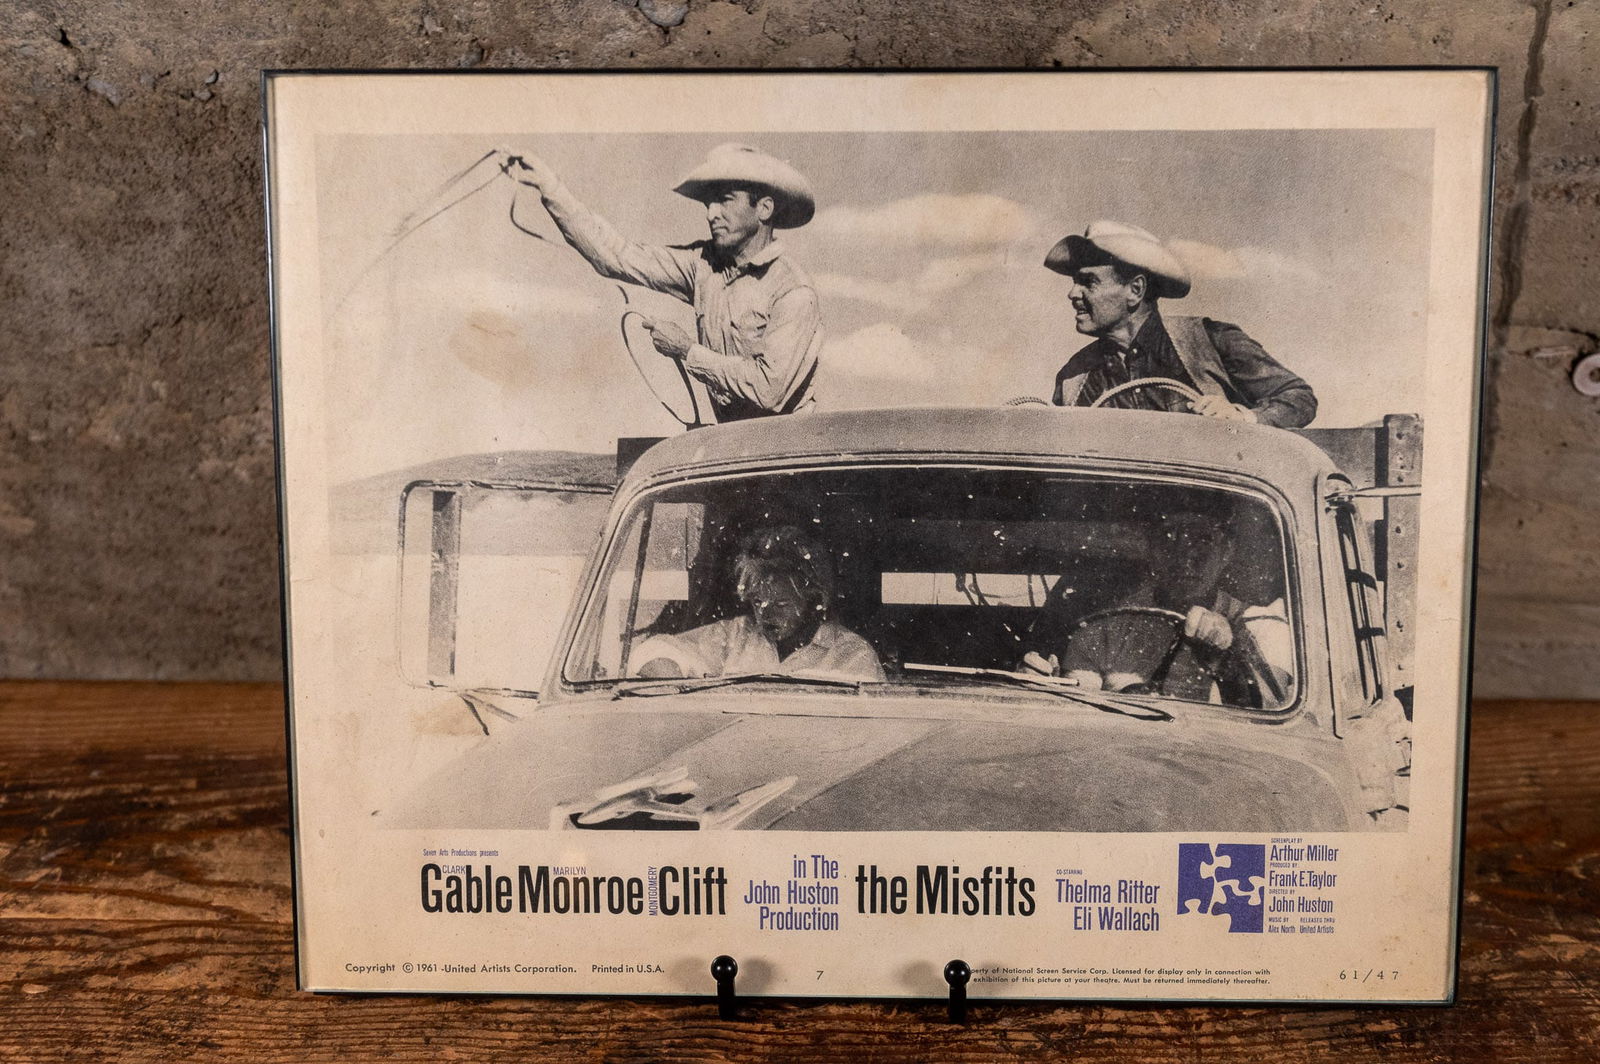 Seven Arts Productions presents
CLARK Gable MARILYN Monroe MONTGOMERY Clift
in The
John Huston
Production
the Misfits
CO-STARRING
Thelma Ritter
Eli Wallach
SCREENPLAY BY
Arthur Miller
PRODUCED BY
Frank E. Taylor
DIRECTED BY
John Huston
MUSIC BY RELEASED THRU
Alex North United Artists
Copyright © 1961 - United Artists Corporation. Printed in U.S.A.
7
of National Screen Service Corp. Licensed for display only in connection with
exhibition of this picture at your theatre. Must be returned immediately thereafter.
61/47